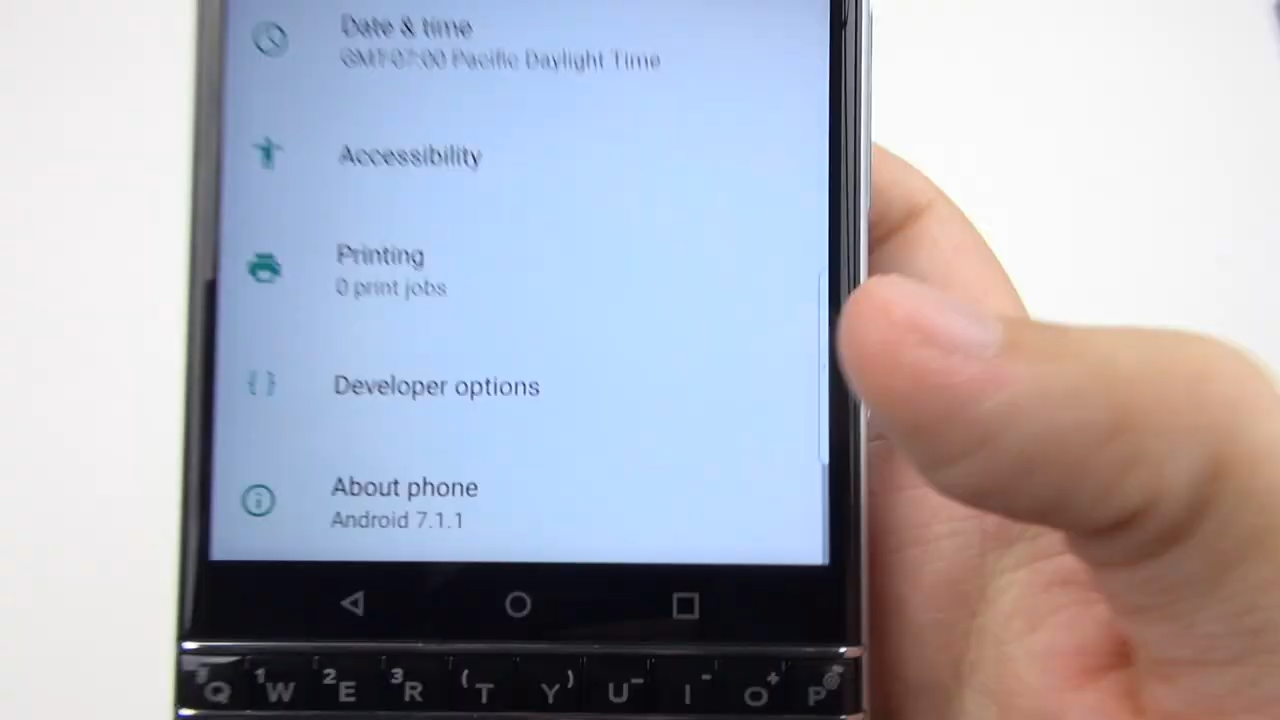 Date & time
GMT-07:00 Pacific Daylight Time
Accessibility
Printing
0 print jobs
Developer options
About phone
Android 7.1.1
Q 1 W 2 E 3 R ( T Y ) U - I - O + P @